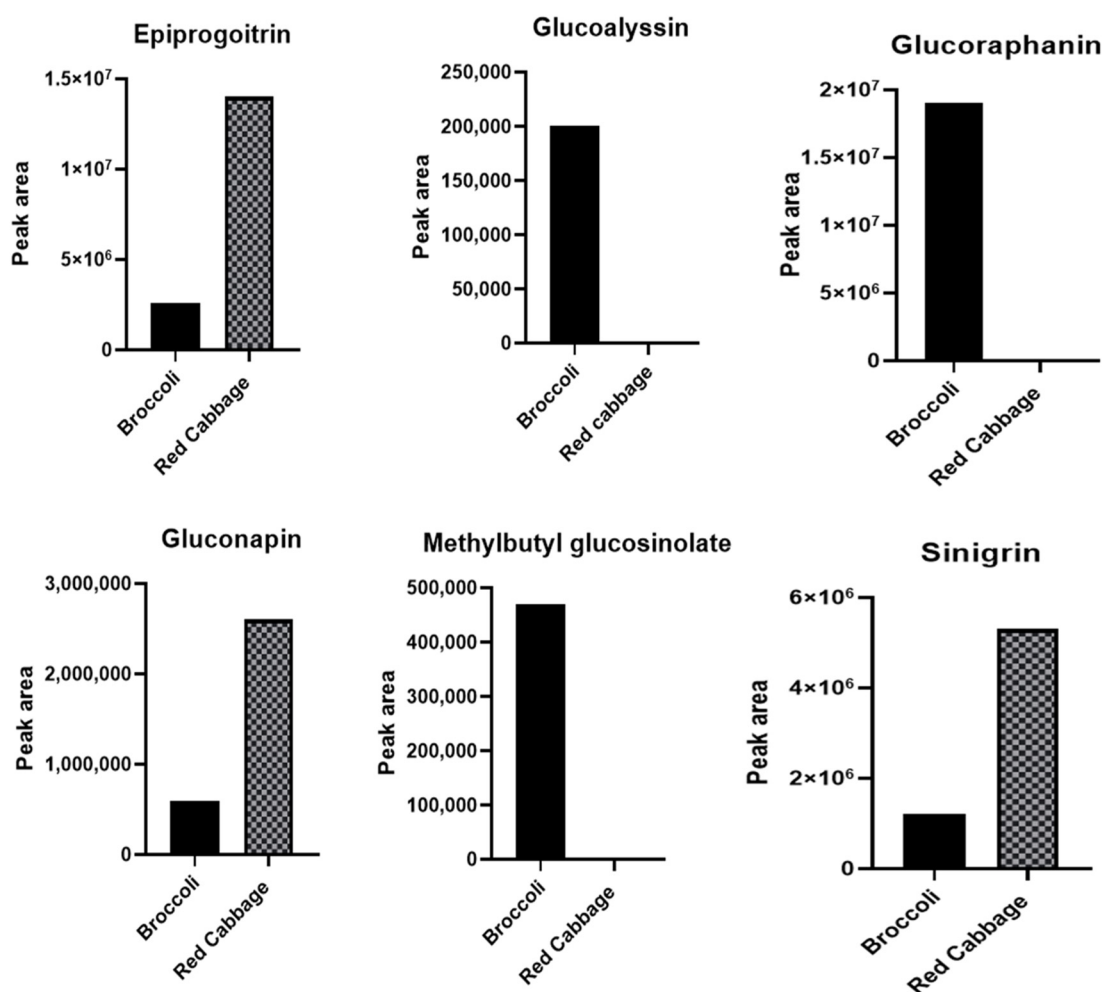 Epiprogoitrin
Peak area
1.5×10⁷
1×10⁷
5×10⁶
0
Broccoli
Red Cabbage
Glucoalyssin
Peak area
250,000
200,000
150,000
100,000
50,000
0
Broccoli
Red cabbage
Glucoraphanin
Peak area
2×10⁷
1.5×10⁷
1×10⁷
5×10⁶
0
Broccoli
Red Cabbage
Gluconapin
Peak area
3,000,000
2,000,000
1,000,000
0
Broccoli
Red Cabbage
Methylbutyl glucosinolate
Peak area
500,000
400,000
300,000
200,000
100,000
0
Broccoli
Red Cabbage
Sinigrin
Peak area
6×10⁶
4×10⁶
2×10⁶
0
Broccoli
Red Cabbage